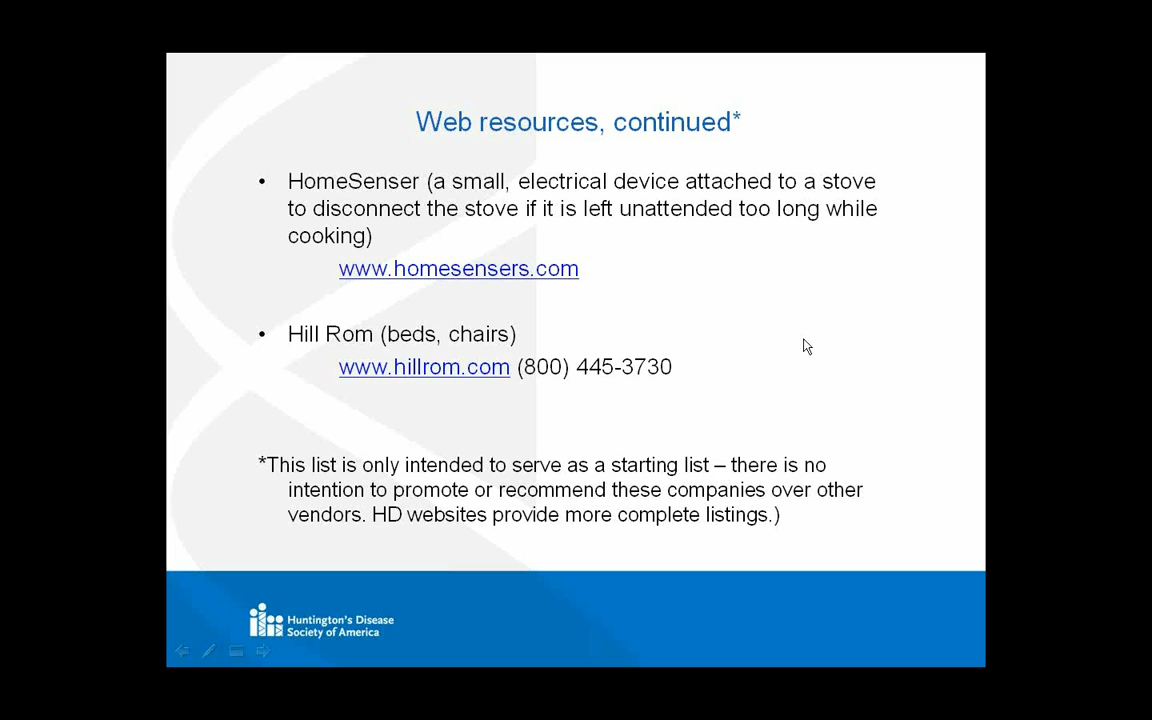 Web resources, continued*
• HomeSenser (a small, electrical device attached to a stove
to disconnect the stove if it is left unattended too long while
cooking)
www.homesensers.com
• Hill Rom (beds, chairs)
www.hillrom.com (800) 445-3730
*This list is only intended to serve as a starting list – there is no
intention to promote or recommend these companies over other
vendors. HD websites provide more complete listings.)
Huntington's Disease
Society of America